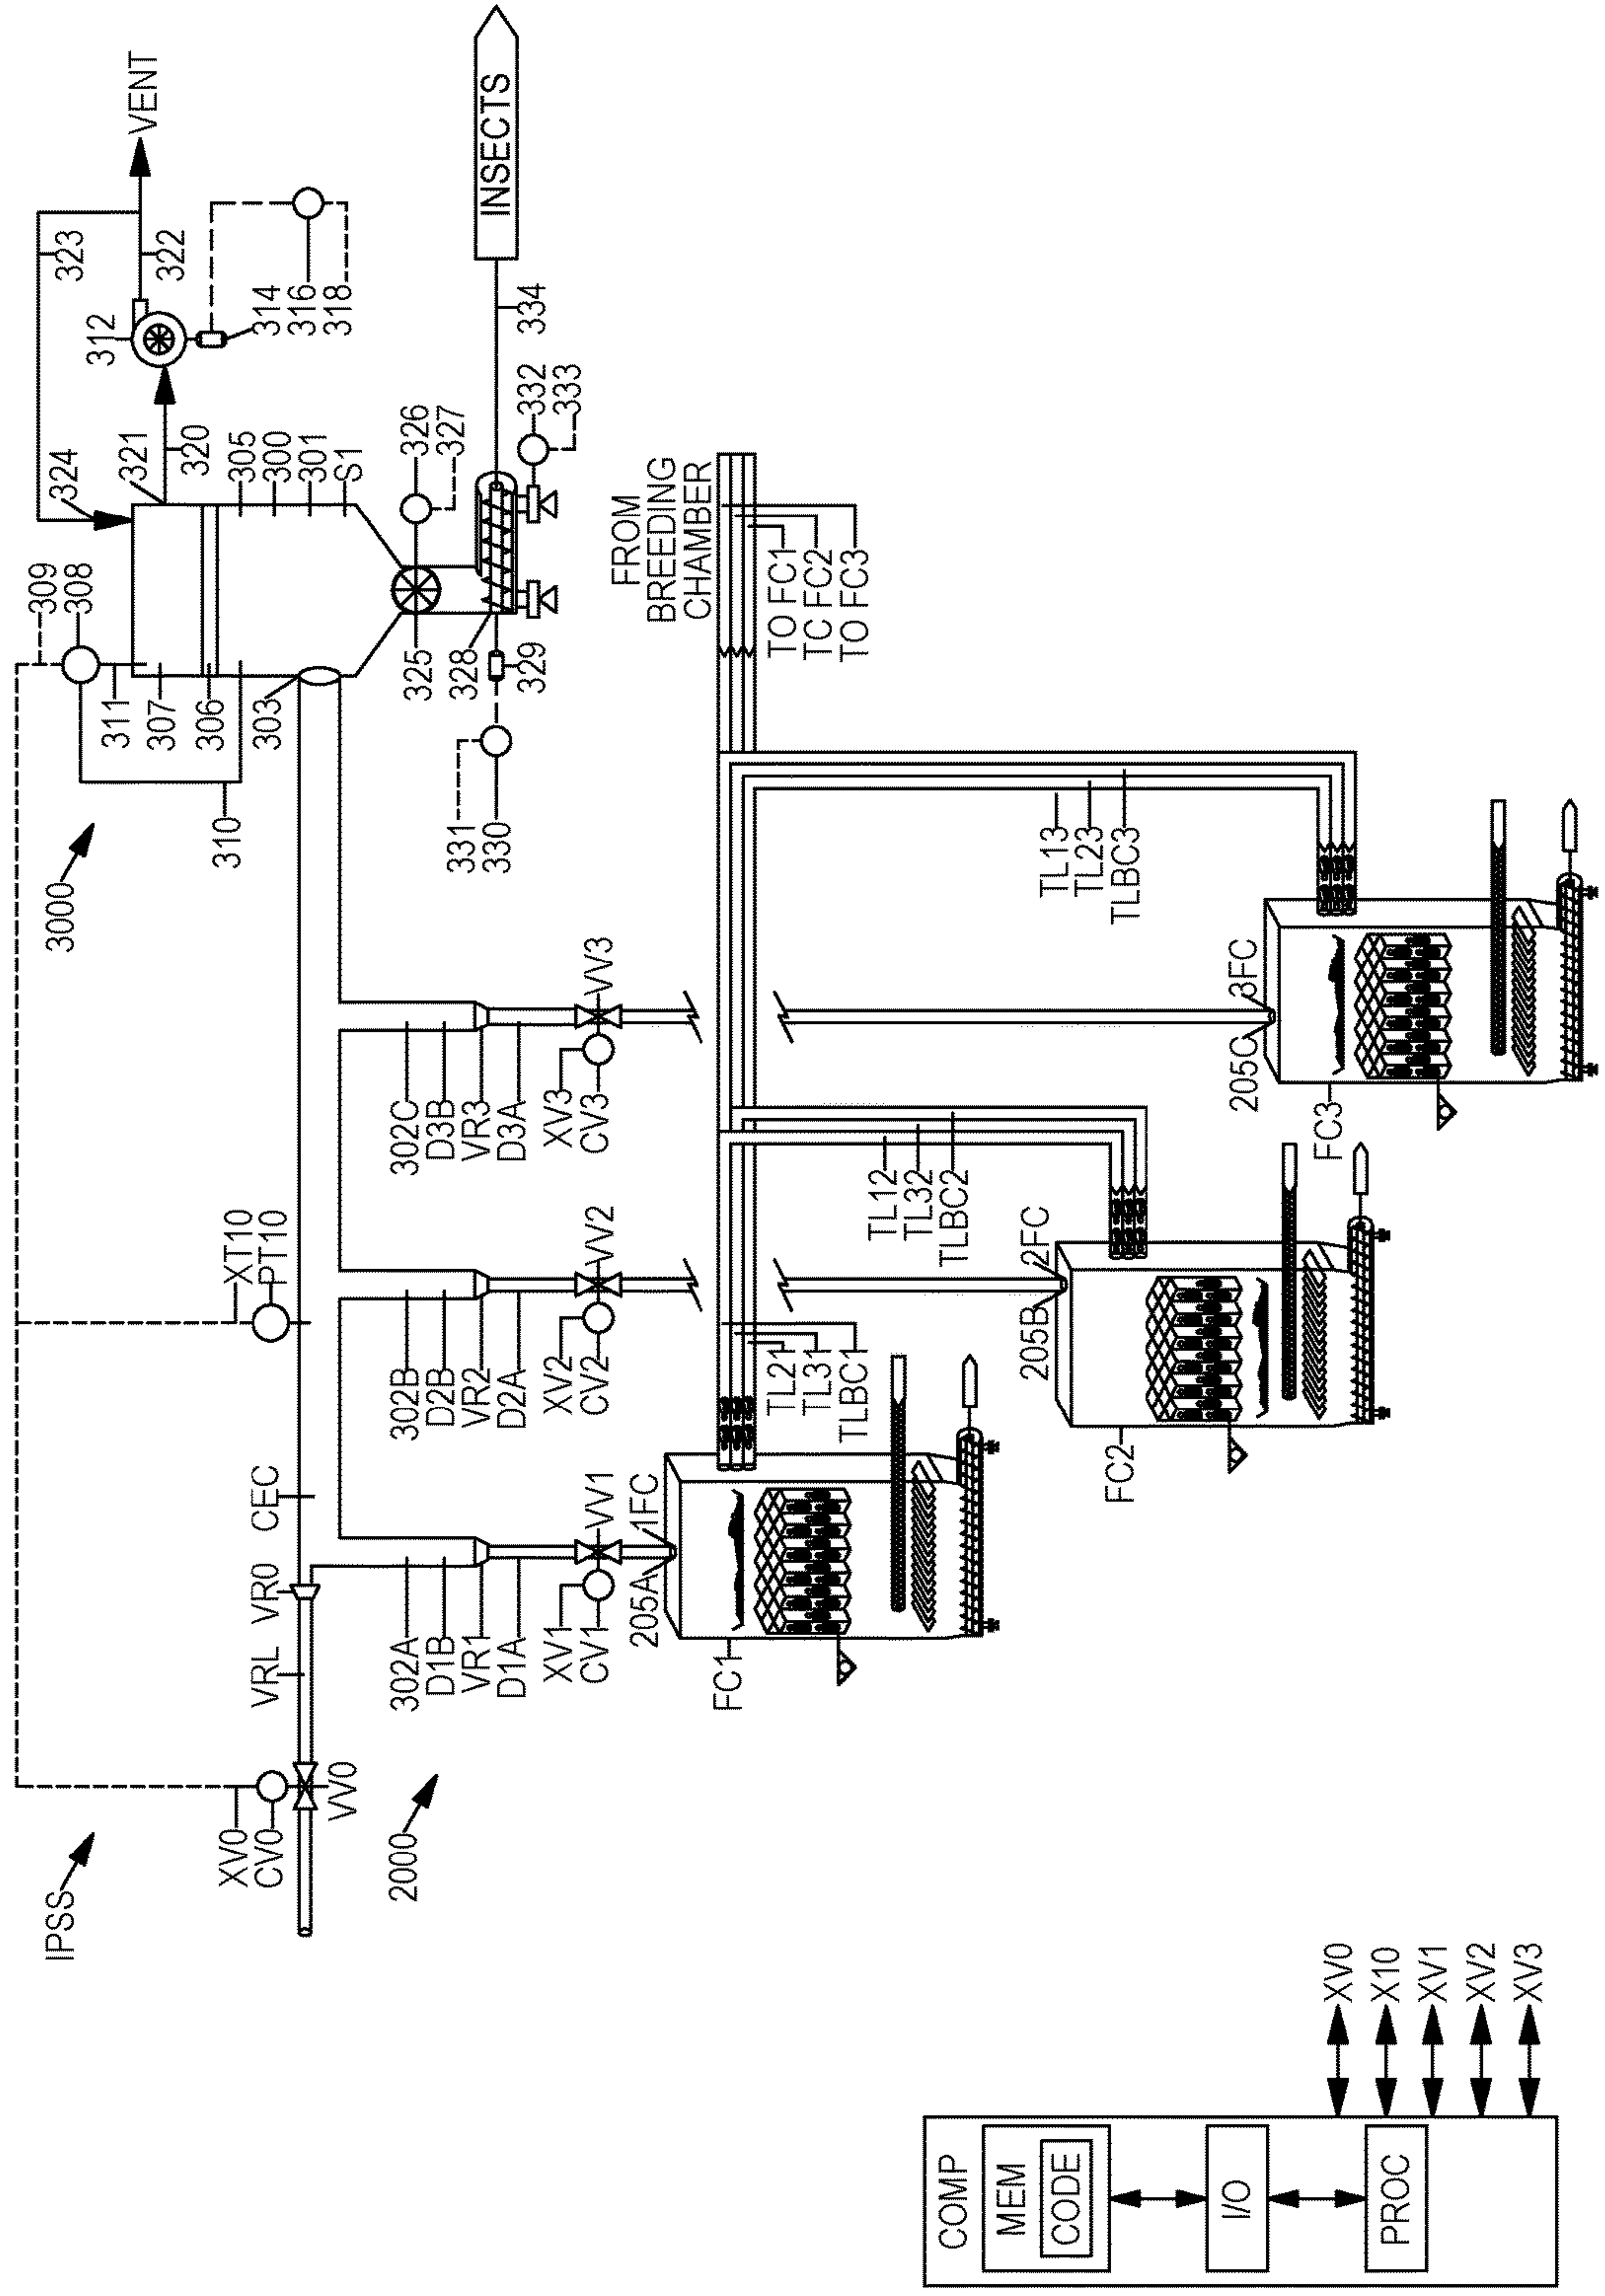 IPSS
3000
XV0
CV0
VV0
VRL
VR0
CEC
XT10
PT10
2000
309
308
311
307
306
303
310
324
321
320
305
300
301
S1
323
322
VENT
312
314
316
318
325
326
327
328
329
330
331
332
333
334
INSECTS
302A
D1B
VR1
D1A
XV1
CV1
VV1
302B
D2B
VR2
D2A
XV2
CV2
VV2
302C
D3B
VR3
D3A
XV3
CV3
VV3
FROM
BREEDING
CHAMBER
TO FC1
TC FC2
TO FC3
TL21
TL31
TLBC1
TL12
TL32
TLBC2
TL13
TL23
TLBC3
205A
1FC
FC1
205B
2FC
FC2
205C
3FC
FC3
COMP
MEM
CODE
I/O
PROC
XV0
X10
XV1
XV2
XV3